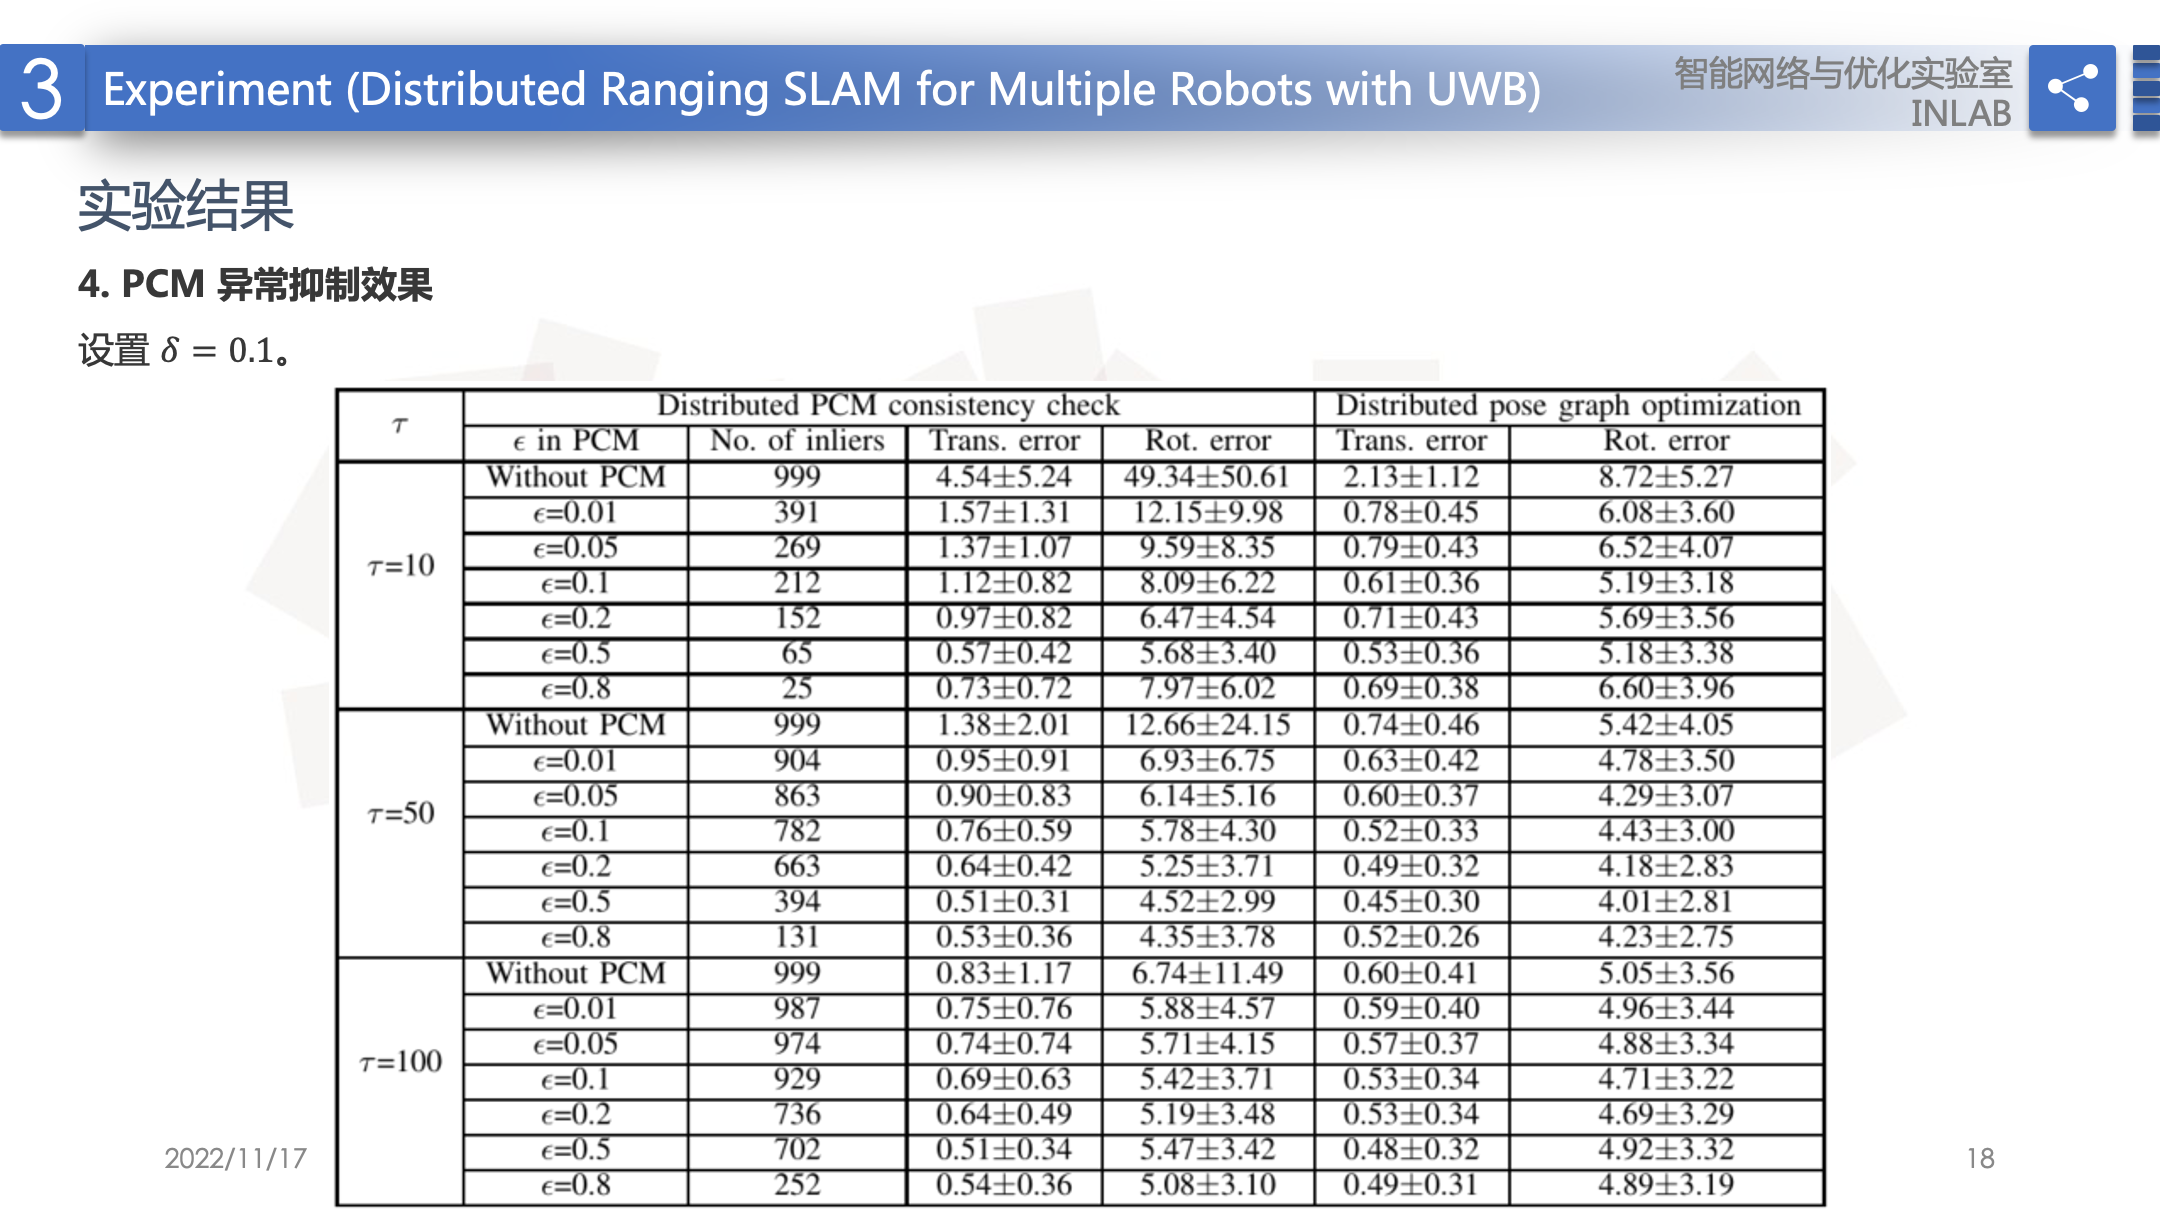 3 Experiment (Distributed Ranging SLAM for Multiple Robots with UWB)
智能网络与优化实验室
INLAB
实验结果
4. PCM 异常抑制效果
设置 δ = 0.1。
τ Distributed PCM consistency check Distributed pose graph optimization
ϵ in PCM No. of inliers Trans. error Rot. error Trans. error Rot. error
τ=10
Without PCM 999 4.54±5.24 49.34±50.61 2.13±1.12 8.72±5.27
ϵ=0.01 391 1.57±1.31 12.15±9.98 0.78±0.45 6.08±3.60
ϵ=0.05 269 1.37±1.07 9.59±8.35 0.79±0.43 6.52±4.07
ϵ=0.1 212 1.12±0.82 8.09±6.22 0.61±0.36 5.19±3.18
ϵ=0.2 152 0.97±0.82 6.47±4.54 0.71±0.43 5.69±3.56
ϵ=0.5 65 0.57±0.42 5.68±3.40 0.53±0.36 5.18±3.38
ϵ=0.8 25 0.73±0.72 7.97±6.02 0.69±0.38 6.60±3.96
τ=50
Without PCM 999 1.38±2.01 12.66±24.15 0.74±0.46 5.42±4.05
ϵ=0.01 904 0.95±0.91 6.93±6.75 0.63±0.42 4.78±3.50
ϵ=0.05 863 0.90±0.83 6.14±5.16 0.60±0.37 4.29±3.07
ϵ=0.1 782 0.76±0.59 5.78±4.30 0.52±0.33 4.43±3.00
ϵ=0.2 663 0.64±0.42 5.25±3.71 0.49±0.32 4.18±2.83
ϵ=0.5 394 0.51±0.31 4.52±2.99 0.45±0.30 4.01±2.81
ϵ=0.8 131 0.53±0.36 4.35±3.78 0.52±0.26 4.23±2.75
τ=100
Without PCM 999 0.83±1.17 6.74±11.49 0.60±0.41 5.05±3.56
ϵ=0.01 987 0.75±0.76 5.88±4.57 0.59±0.40 4.96±3.44
ϵ=0.05 974 0.74±0.74 5.71±4.15 0.57±0.37 4.88±3.34
ϵ=0.1 929 0.69±0.63 5.42±3.71 0.53±0.34 4.71±3.22
ϵ=0.2 736 0.64±0.49 5.19±3.48 0.53±0.34 4.69±3.29
ϵ=0.5 702 0.51±0.34 5.47±3.42 0.48±0.32 4.92±3.32
ϵ=0.8 252 0.54±0.36 5.08±3.10 0.49±0.31 4.89±3.19
2022/11/17
18